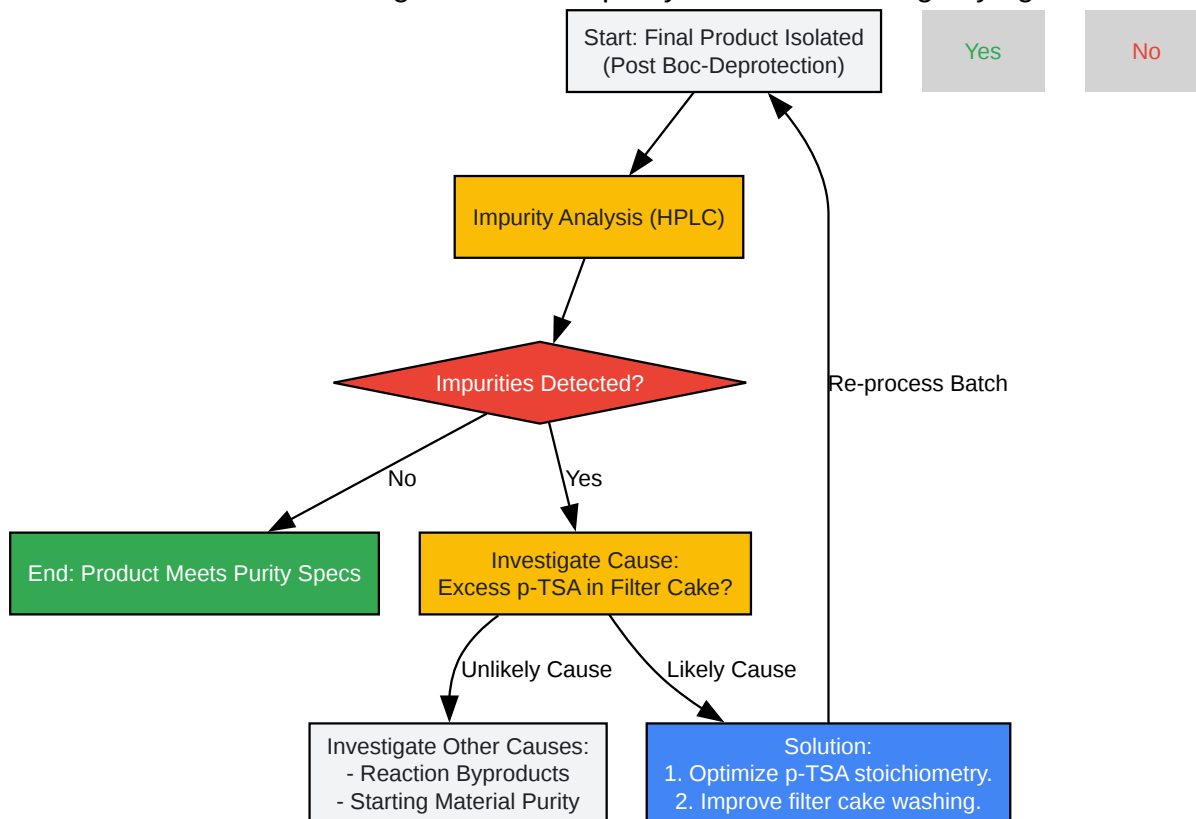 Start: Final Product Isolated
(Post Boc-Deprotection)
Yes
No
Impurity Analysis (HPLC)
Impurities Detected?
Re-process Batch
No
Yes
End: Product Meets Purity Specs
Investigate Cause:
Excess p-TSA in Filter Cake?
Unlikely Cause
Likely Cause
Investigate Other Causes:
- Reaction Byproducts
- Starting Material Purity
Solution:
1. Optimize p-TSA stoichiometry.
2. Improve filter cake washing.